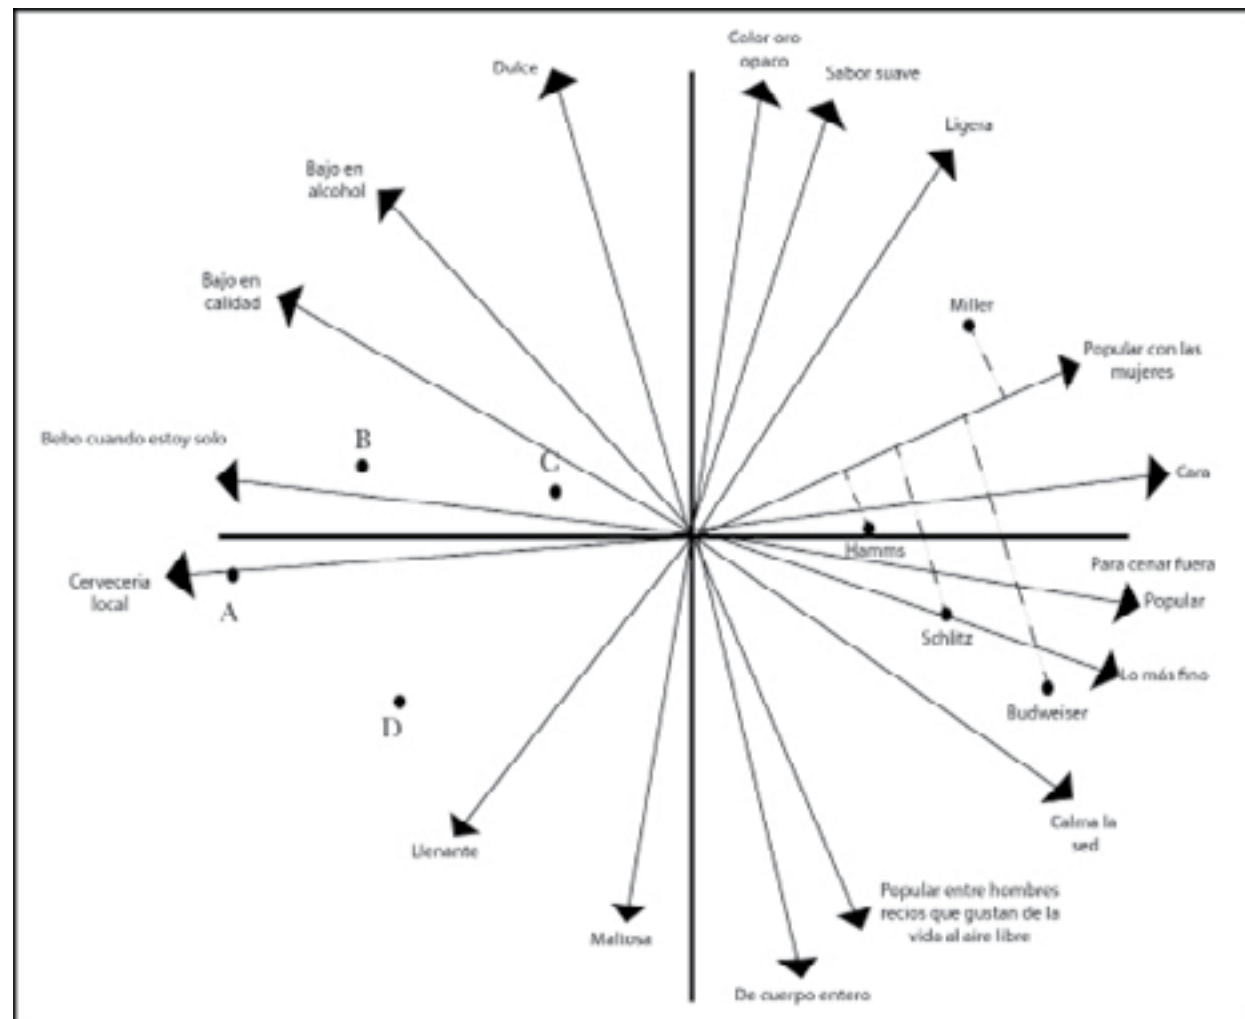 Color oro
opaco
Dulce
Sabor suave
Ligera
Bajo en
alcohol
Bajo en
calidad
Miller
Popular con las
mujeres
Bebo cuando estoy solo
B
C
Cara
Hamms
Para cenar fuera
Cerveceria
local
A
Popular
Schlitz
Lo más fino
D
Budweiser
Calma la
sed
Llenante
Popular entre hombres
recios que gustan de la
vida al aire libre
Maltosa
De cuerpo entero